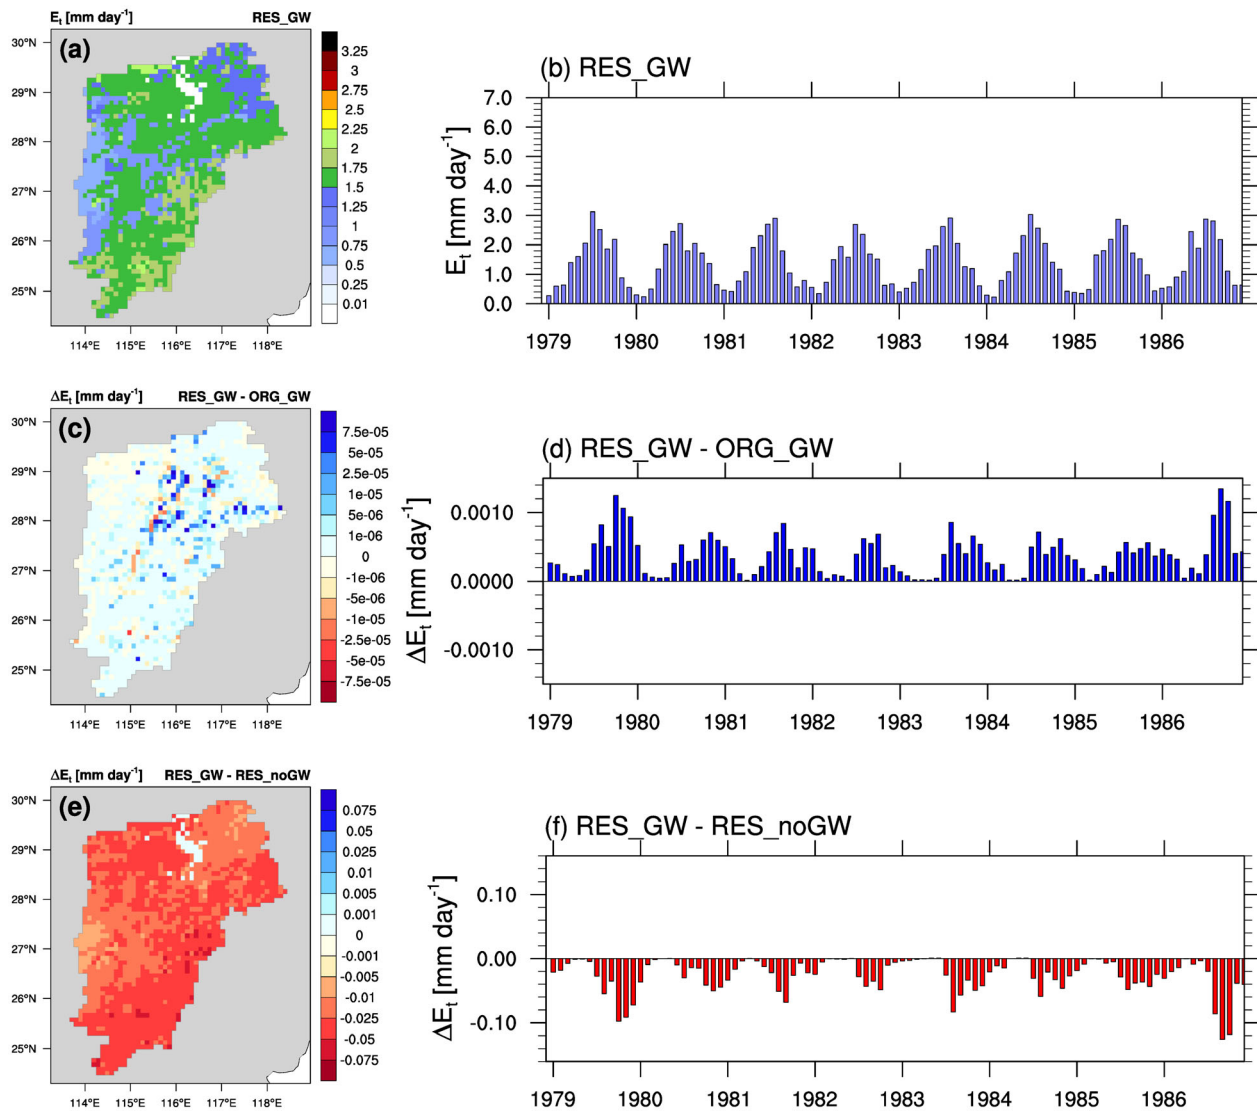 Et [mm day-1] RES_GW
(a)
30°N
29°N
28°N
27°N
26°N
25°N
114°E 115°E 116°E 117°E 118°E
3.25
3
2.75
2.5
2.25
2
1.75
1.5
1.25
1
0.75
0.5
0.25
0.01
(b) RES_GW
Et [mm day-1]
7.0
6.0
5.0
4.0
3.0
2.0
1.0
0.0
1979 1980 1981 1982 1983 1984 1985 1986
ΔEt [mm day-1] RES_GW - ORG_GW
(c)
30°N
29°N
28°N
27°N
26°N
25°N
114°E 115°E 116°E 117°E 118°E
7.5e-05
5e-05
2.5e-05
1e-05
5e-06
1e-06
0
-1e-06
-5e-06
-1e-05
-2.5e-05
-5e-05
-7.5e-05
(d) RES_GW - ORG_GW
ΔEt [mm day-1]
0.0010
0.0000
-0.0010
1979 1980 1981 1982 1983 1984 1985 1986
ΔEt [mm day-1] RES_GW - RES_noGW
(e)
30°N
29°N
28°N
27°N
26°N
25°N
114°E 115°E 116°E 117°E 118°E
0.075
0.05
0.025
0.01
0.005
0.001
0
-0.001
-0.005
-0.01
-0.025
-0.05
-0.075
(f) RES_GW - RES_noGW
ΔEt [mm day-1]
0.10
0.00
-0.10
1979 1980 1981 1982 1983 1984 1985 1986